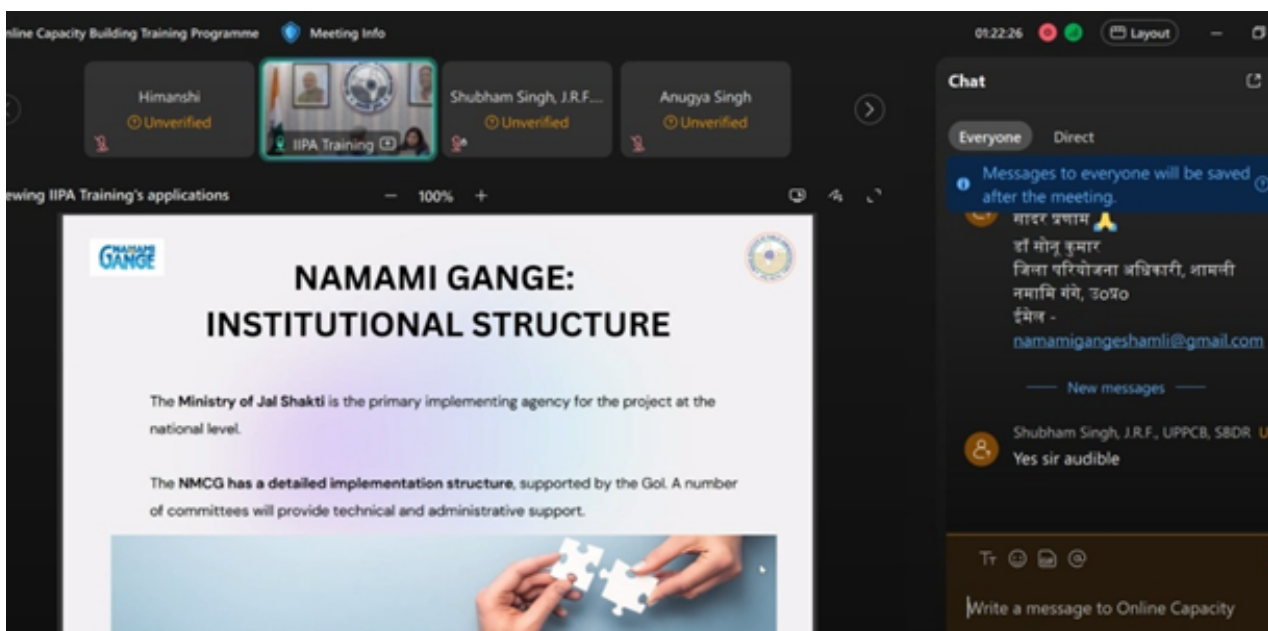 nline Capacity Building Training Programme
Meeting Info
01:22:26
Layout
Himanshi
Unverified
IIPA Training
Shubham Singh, J.R.F....
Unverified
Anugya Singh
Unverified
ewing IIPA Training's applications
100%
NAMAMI GANGE
NAMAMI GANGE:
INSTITUTIONAL STRUCTURE
The Ministry of Jal Shakti is the primary implementing agency for the project at the
national level.
The NMCG has a detailed implementation structure, supported by the GoI. A number
of committees will provide technical and administrative support.
Chat
Everyone
Direct
Messages to everyone will be saved
after the meeting.
सादर प्रणाम 🙏
डॉ सोनू कुमार
जिला परियोजना अधिकारी, शामली
नमामि गंगे, उ०प्र०
ईमेल -
namamigangeshamli@gmail.com
New messages
Shubham Singh, J.R.F., UPPCB, SBDR U
Yes sir audible
Write a message to Online Capacity